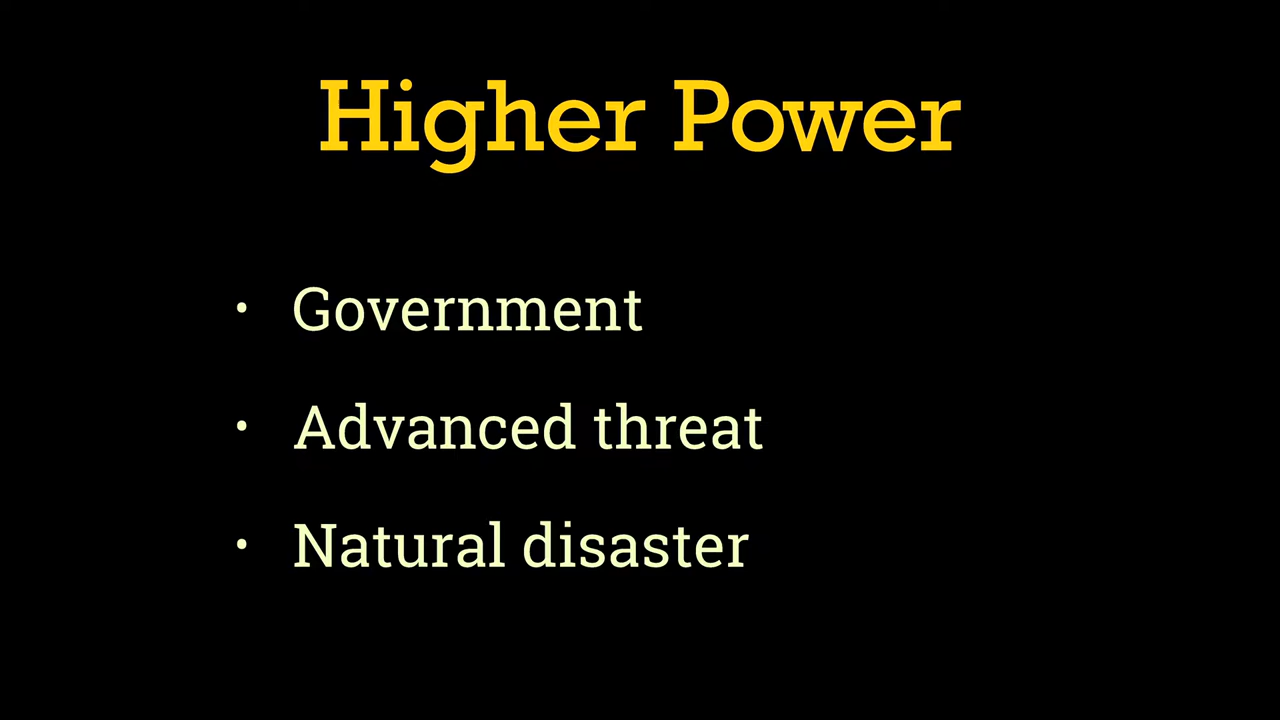 Higher Power
• Government
• Advanced threat
• Natural disaster